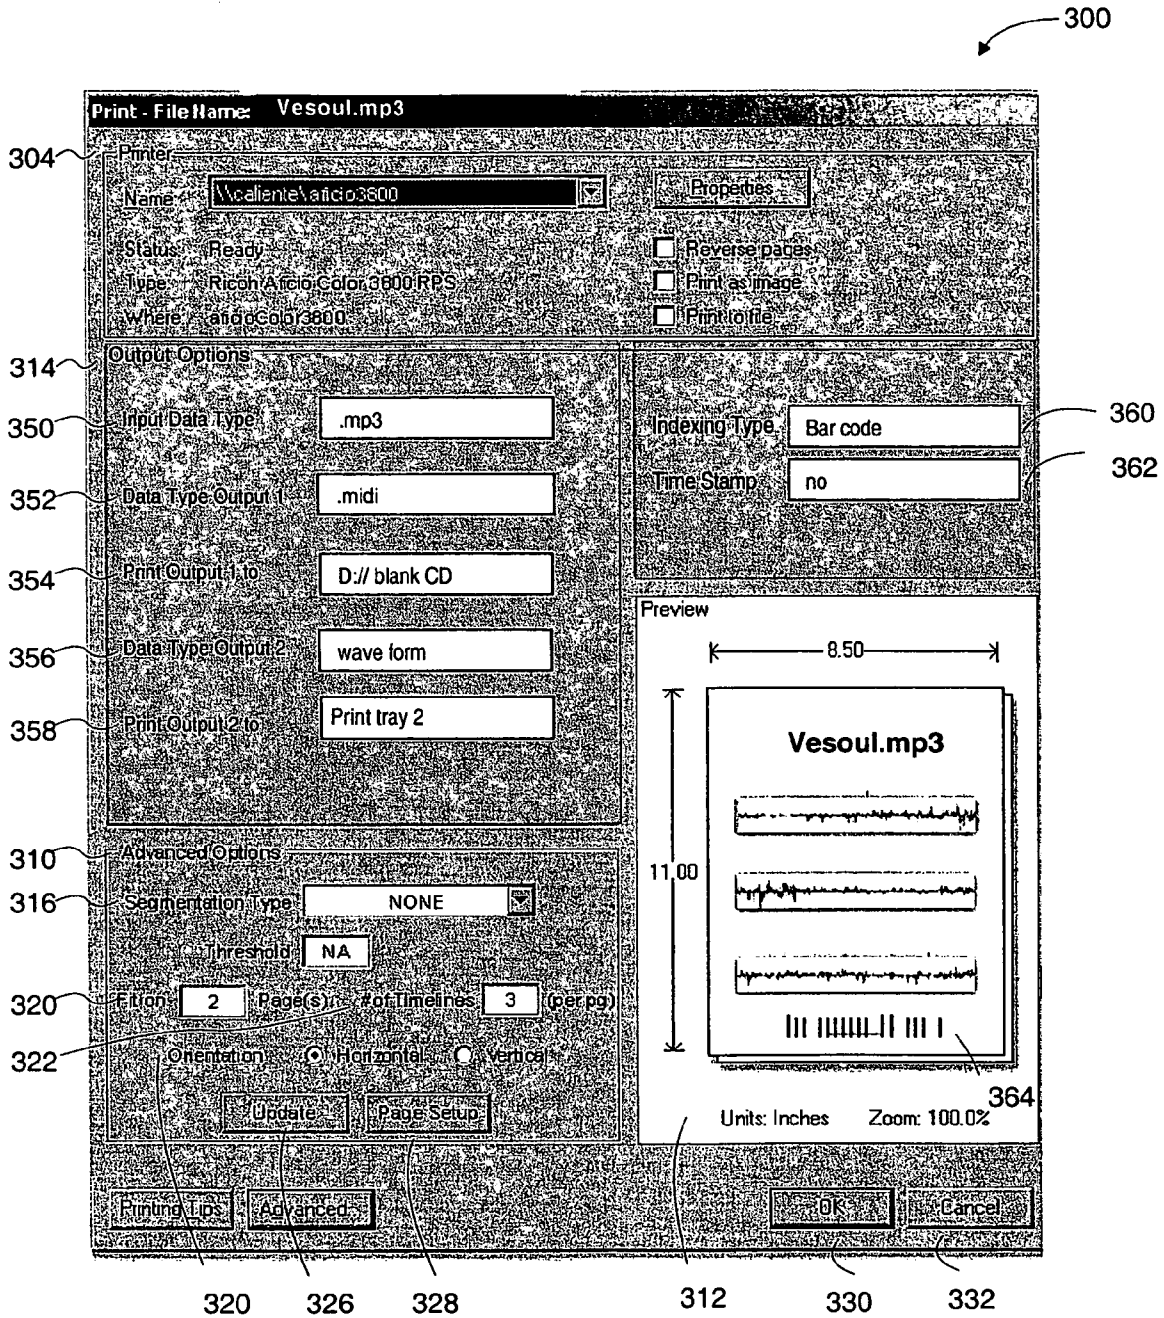 300
Print - File Name: Vesoul.mp3
304
Printer
Name: \\caliente\aficio3800
Properties
Status: Ready
Reverse pages
Type: Ricoh Aficio Color 3800 RPS
Print as image
Where: aficioColor3800
Print to file
314
Output Options
350
Input Data Type
.mp3
Indexing Type
Bar code
360
352
Data Type Output 1
.midi
Time Stamp
no
362
354
Print Output 1 to
D:// blank CD
356
Data Type Output 2
wave form
358
Print Output 2 to
Print tray 2
Preview
8.50
11.00
Vesoul.mp3
364
Units: Inches Zoom: 100.0%
310
Advanced Options
316
Segmentation Type
NONE
Threshold
NA
320
Fit on 2 Page(s) # of Timelines 3 (per pg)
322
Orientation Horizontal Vertical
Update Page Setup
Printing Tips Advanced...
OK Cancel
320 326 328 312 330 332